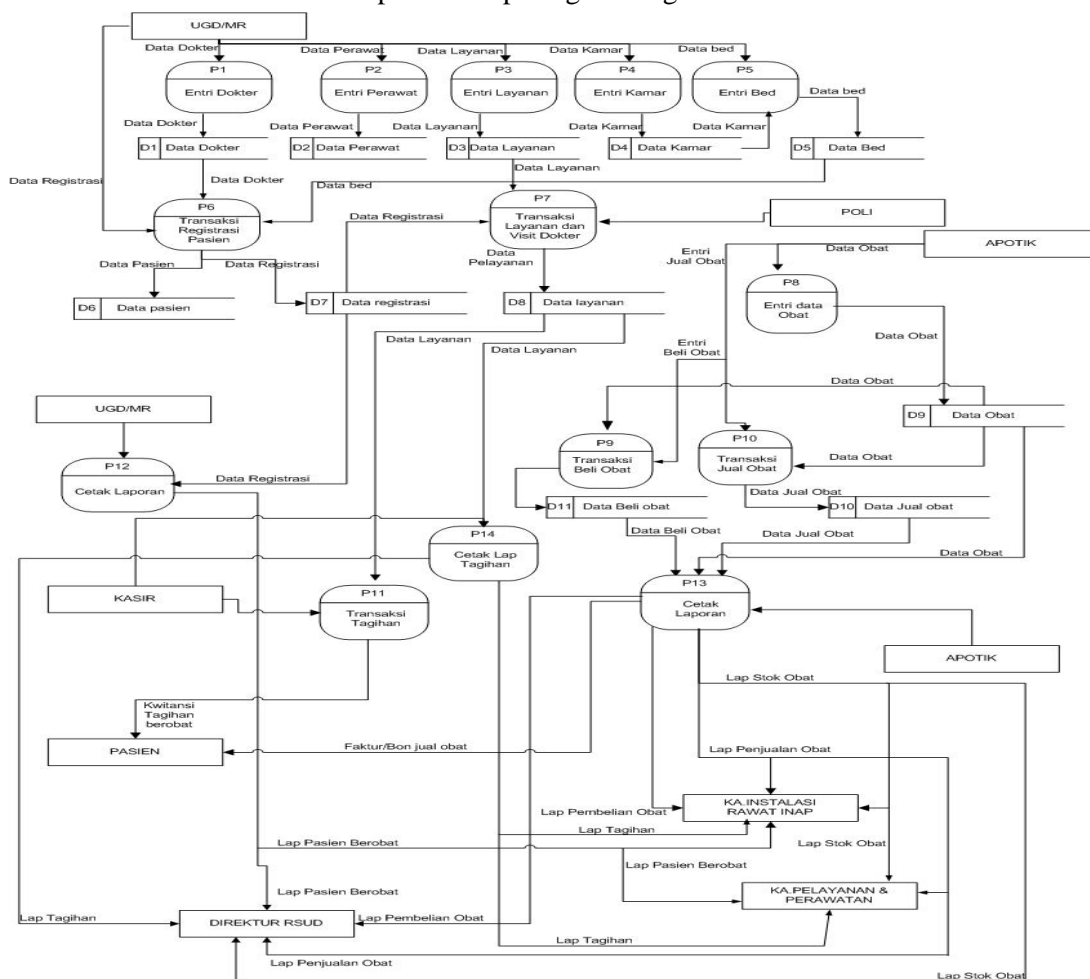 UGD/MR
Data Dokter
Data Perawat
Data Layanan
Data Kamar
Data bed
P1
Entri Dokter
P2
Entri Perawat
P3
Entri Layanan
P4
Entri Kamar
P5
Entri Bed
Data bed
Data Dokter
Data Perawat
Data Layanan
Data Kamar
Data Kamar
D1 Data Dokter
D2 Data Perawat
D3 Data Layanan
D4 Data Kamar
D5 Data Bed
Data Registrasi
Data Dokter
Data bed
Data Layanan
P6
Transaksi
Registrasi
Pasien
Data Registrasi
P7
Transaksi
Layanan dan
Visit Dokter
POLI
APOTIK
Data Pasien
Data Registrasi
Data
Pelayanan
Entri
Jual Obat
Data Obat
P8
Entri data
Obat
D6 Data pasien
D7 Data registrasi
D8 Data layanan
Data Layanan
Data Layanan
Entri
Beli Obat
Data Obat
Data Obat
UGD/MR
D9 Data Obat
P9
Transaksi
Beli Obat
P10
Transaksi
Jual Obat
Data Obat
P12
Cetak Laporan
Data Registrasi
Data Jual Obat
D11 Data Beli obat
D10 Data Jual obat
P14
Cetak Lap
Tagihan
Data Beli Obat
Data Jual Obat
Data Obat
KASIR
P11
Transaksi
Tagihan
P13
Cetak
Laporan
APOTIK
Lap Stok Obat
Kwitansi
Tagihan
berobat
PASIEN
Faktur/Bon jual obat
Lap Penjualan Obat
KA.INSTALASI
RAWAT INAP
Lap Pembelian Obat
Lap Tagihan
Lap Pasien Berobat
Lap Stok Obat
Lap Pasien Berobat
Lap Pasien Berobat
KA.PELAYANAN &
PERAWATAN
Lap Tagihan
DIREKTUR RSUD
Lap Pembelian Obat
Lap Tagihan
Lap Penjualan Obat
Lap Stok Obat